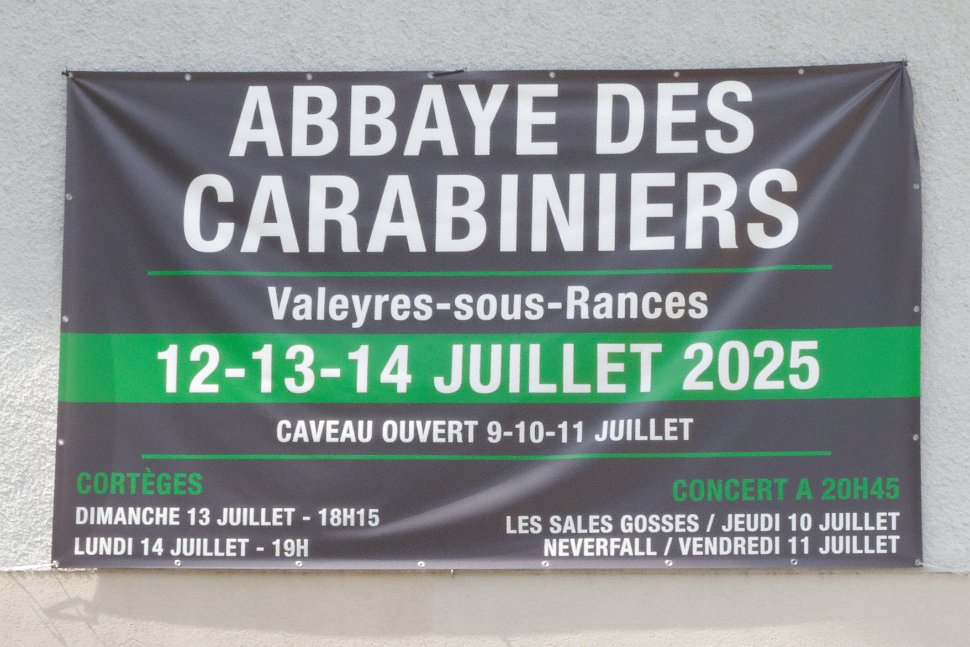 ABBAYE DES
CARABINIERS
Valeyres-sous-Rances
12-13-14 JUILLET 2025
CAVEAU OUVERT 9-10-11 JUILLET
CORTÈGES
DIMANCHE 13 JUILLET - 18H15
LUNDI 14 JUILLET - 19H
CONCERT A 20H45
LES SALES GOSSES / JEUDI 10 JUILLET
NEVERFALL / VENDREDI 11 JUILLET